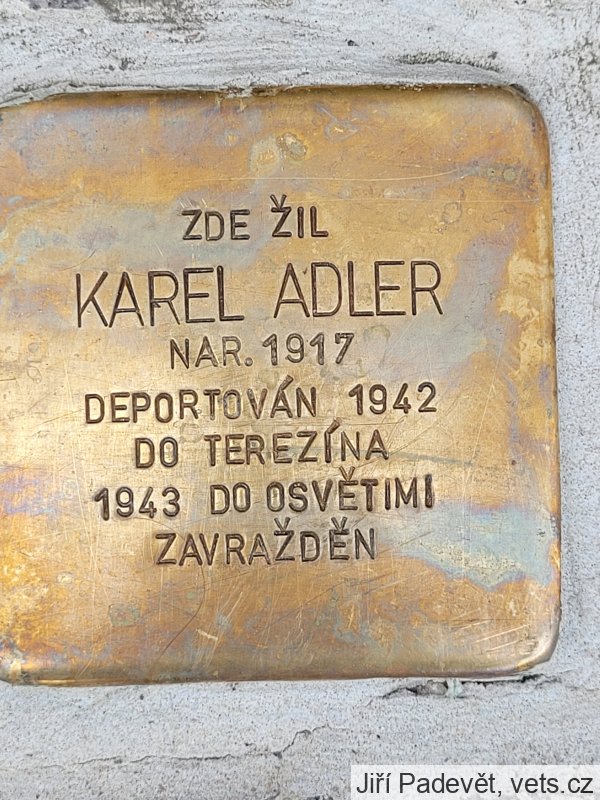 ZDE ŽIL
KAREL ADLER
NAR. 1917
DEPORTOVÁN 1942
DO TEREZÍNA
1943 DO OSVĚTIMI
ZAVRAŽDĚN
Jiří Padevět, vets.cz